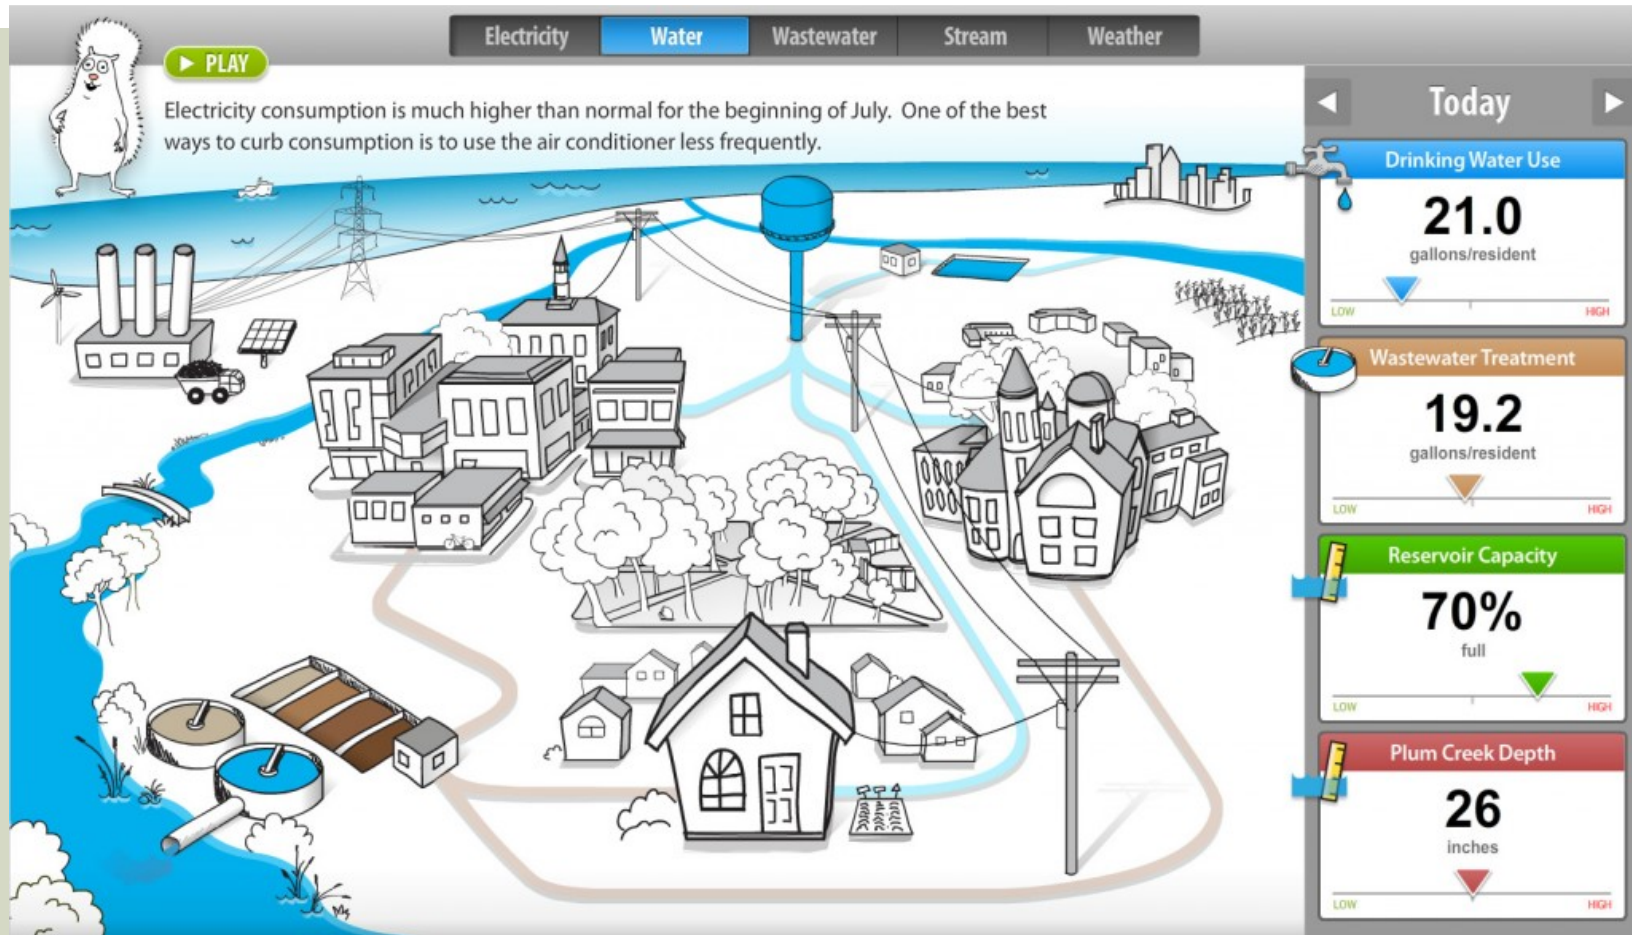 Electricity
Water
Wastewater
Stream
Weather
PLAY
Electricity consumption is much higher than normal for the beginning of July. One of the best
ways to curb consumption is to use the air conditioner less frequently.
Today
Drinking Water Use
21.0
gallons/resident
LOW
HIGH
Wastewater Treatment
19.2
gallons/resident
LOW
HIGH
Reservoir Capacity
70%
full
LOW
HIGH
Plum Creek Depth
26
inches
LOW
HIGH